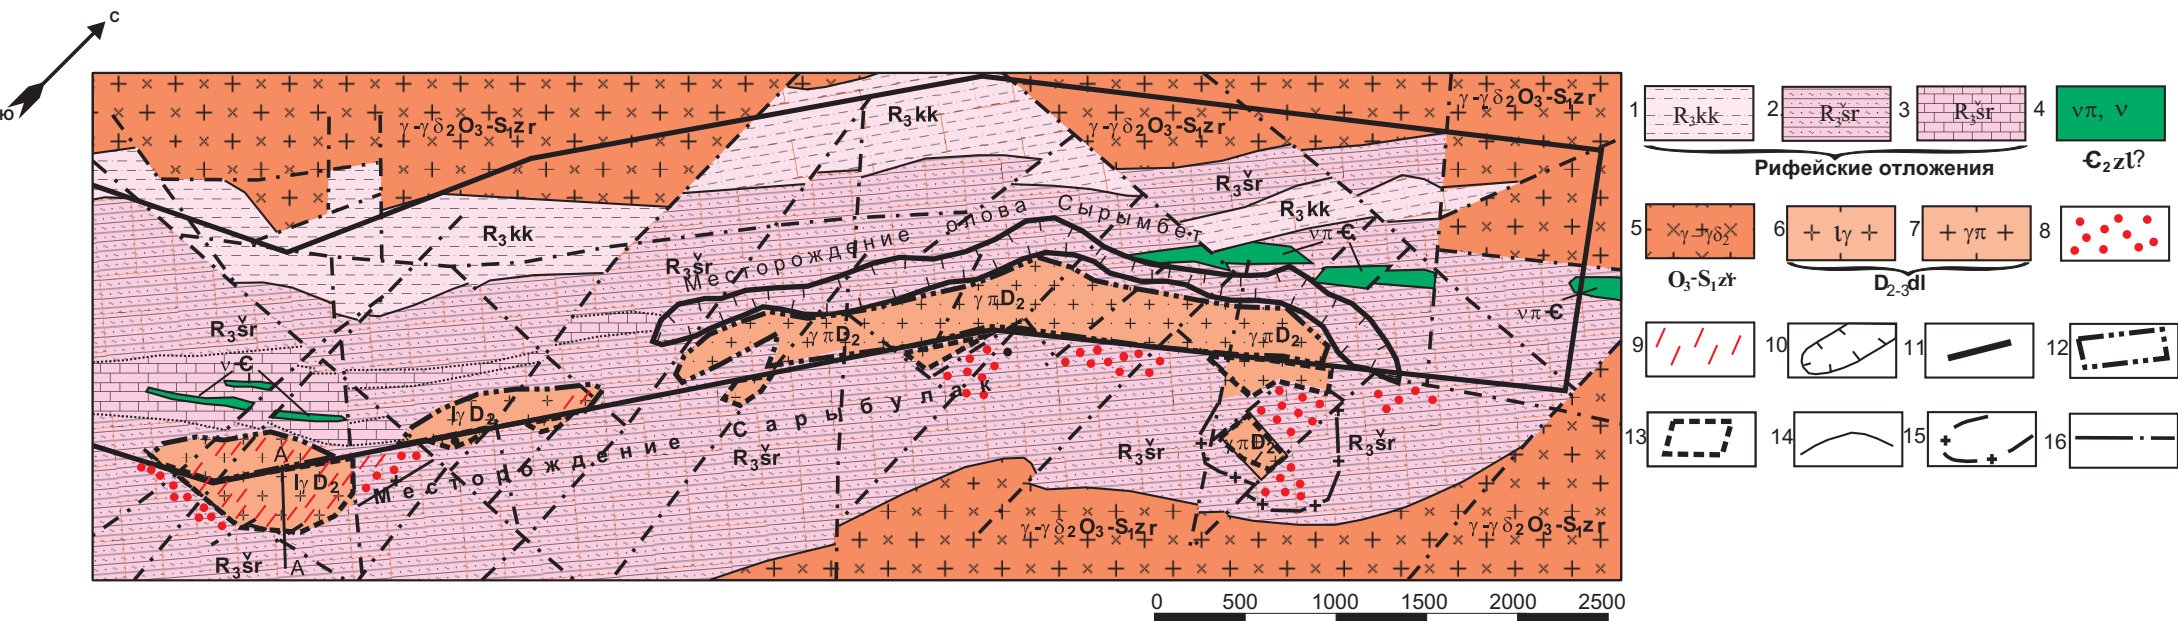 С
Ю
γ-γδ₂O₃-S₁zr
R₃kk
γ-γδ₂O₃-S₁zr
γ-γδ₂O₃-S₁zr
R₃šr
R₃kk
R₃kk
R₃šr
Месторождение олова Сырымбет
νπ-Є
νπ-Є
R₃šr
ν-Є
γπD₂
γπD₂
γπD₂
lγD₂
Месторождение Сарыбулак
R₃šr
R₃šr
γπD₂
R₃šr
A
lγD₂
R₃šr
A
γ-γδ₂O₃-S₁zr
γ-γδ₂O₃-S₁zr
0 500 1000 1500 2000 2500
1 R₃kk 2 R₃šr 3 R₃šr 4 νπ, ν
Рифейские отложения
Є₂zl?
5 γ-γδ₂ 6 lγ 7 γπ 8
O₃-S₁zr
D₂₋₃dl
9 10 11 12
13 14 15 16